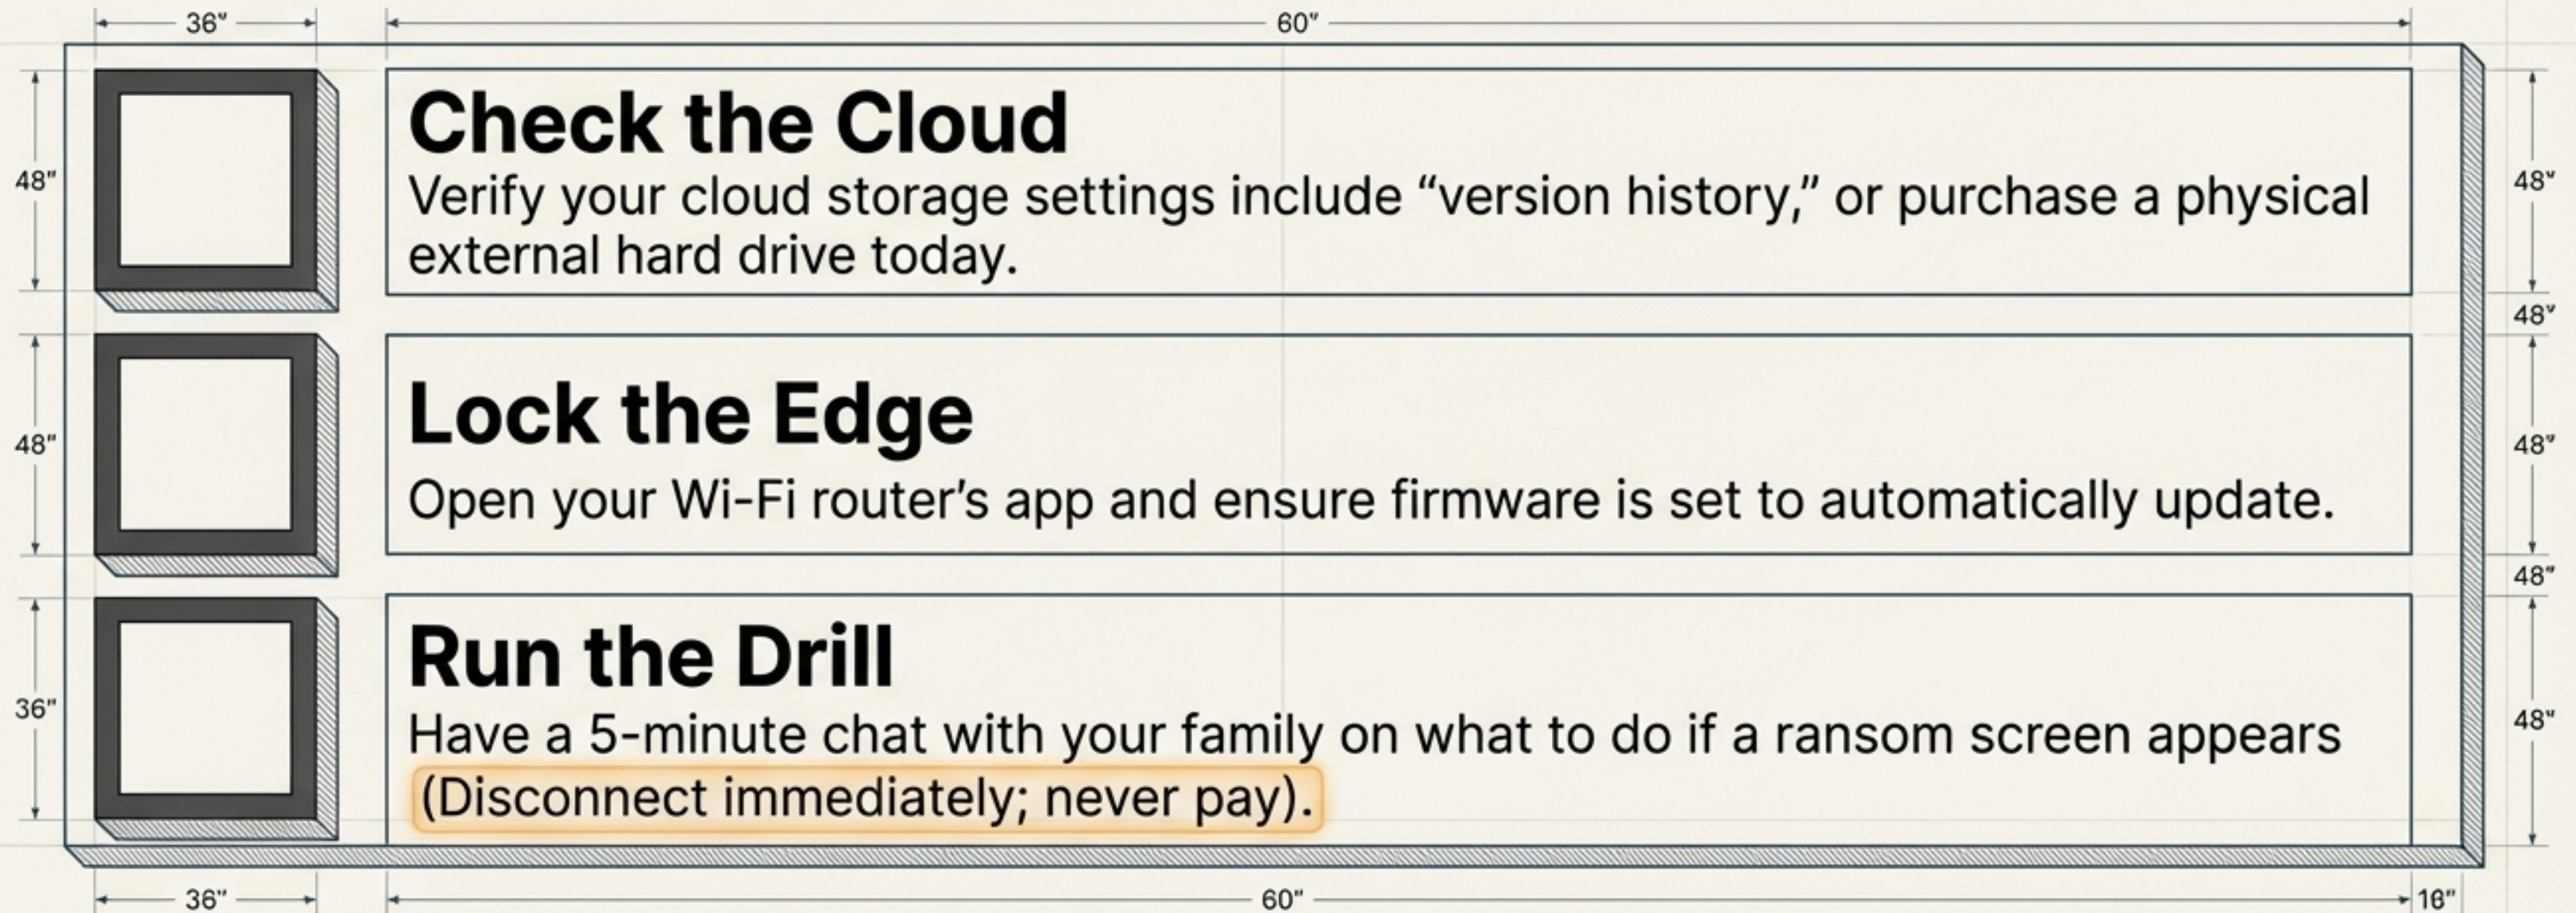 36" 60"
48" Check the Cloud 48"
Verify your cloud storage settings include “version history,” or purchase a physical
external hard drive today.
48"
48" Lock the Edge 48"
Open your Wi-Fi router’s app and ensure firmware is set to automatically update.
48"
36" Run the Drill 48"
Have a 5-minute chat with your family on what to do if a ransom screen appears
(Disconnect immediately; never pay).
36" 60" 16"